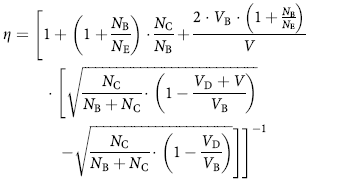 η = [1 + (1 + N_B/N_E) · N_C/N_B + 2 · V_B · (1 + N_B/N_E)/V
· [√(N_C/(N_B + N_C) · (1 − (V_D + V)/V_B))
−√(N_C/(N_B + N_C) · (1 − V_D/V_B))]]^−1